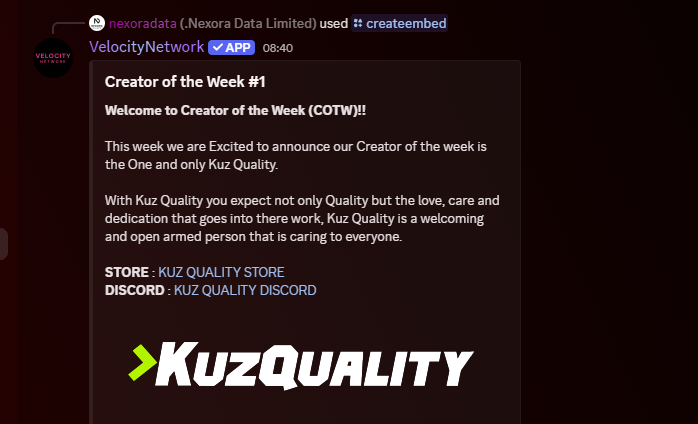 nexoradata (.Nexora Data Limited) used createembed
VELOCITY
NETWORK
VelocityNetwork APP 08:40
Creator of the Week #1
Welcome to Creator of the Week (COTW)!!
This week we are Excited to announce our Creator of the week is
the One and only Kuz Quality.
With Kuz Quality you expect not only Quality but the love, care and
dedication that goes into there work, Kuz Quality is a welcoming
and open armed person that is caring to everyone.
STORE : KUZ QUALITY STORE
DISCORD : KUZ QUALITY DISCORD
KUZQUALITY